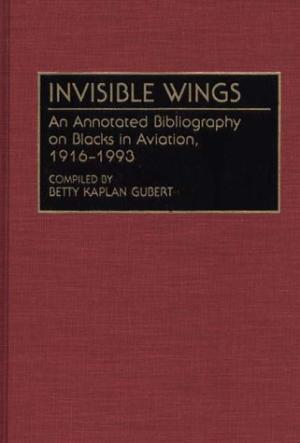 INVISIBLE WINGS
An Annotated Bibliography
on Blacks in Aviation,
1916–1993
COMPILED BY
BETTY KAPLAN GUBERT